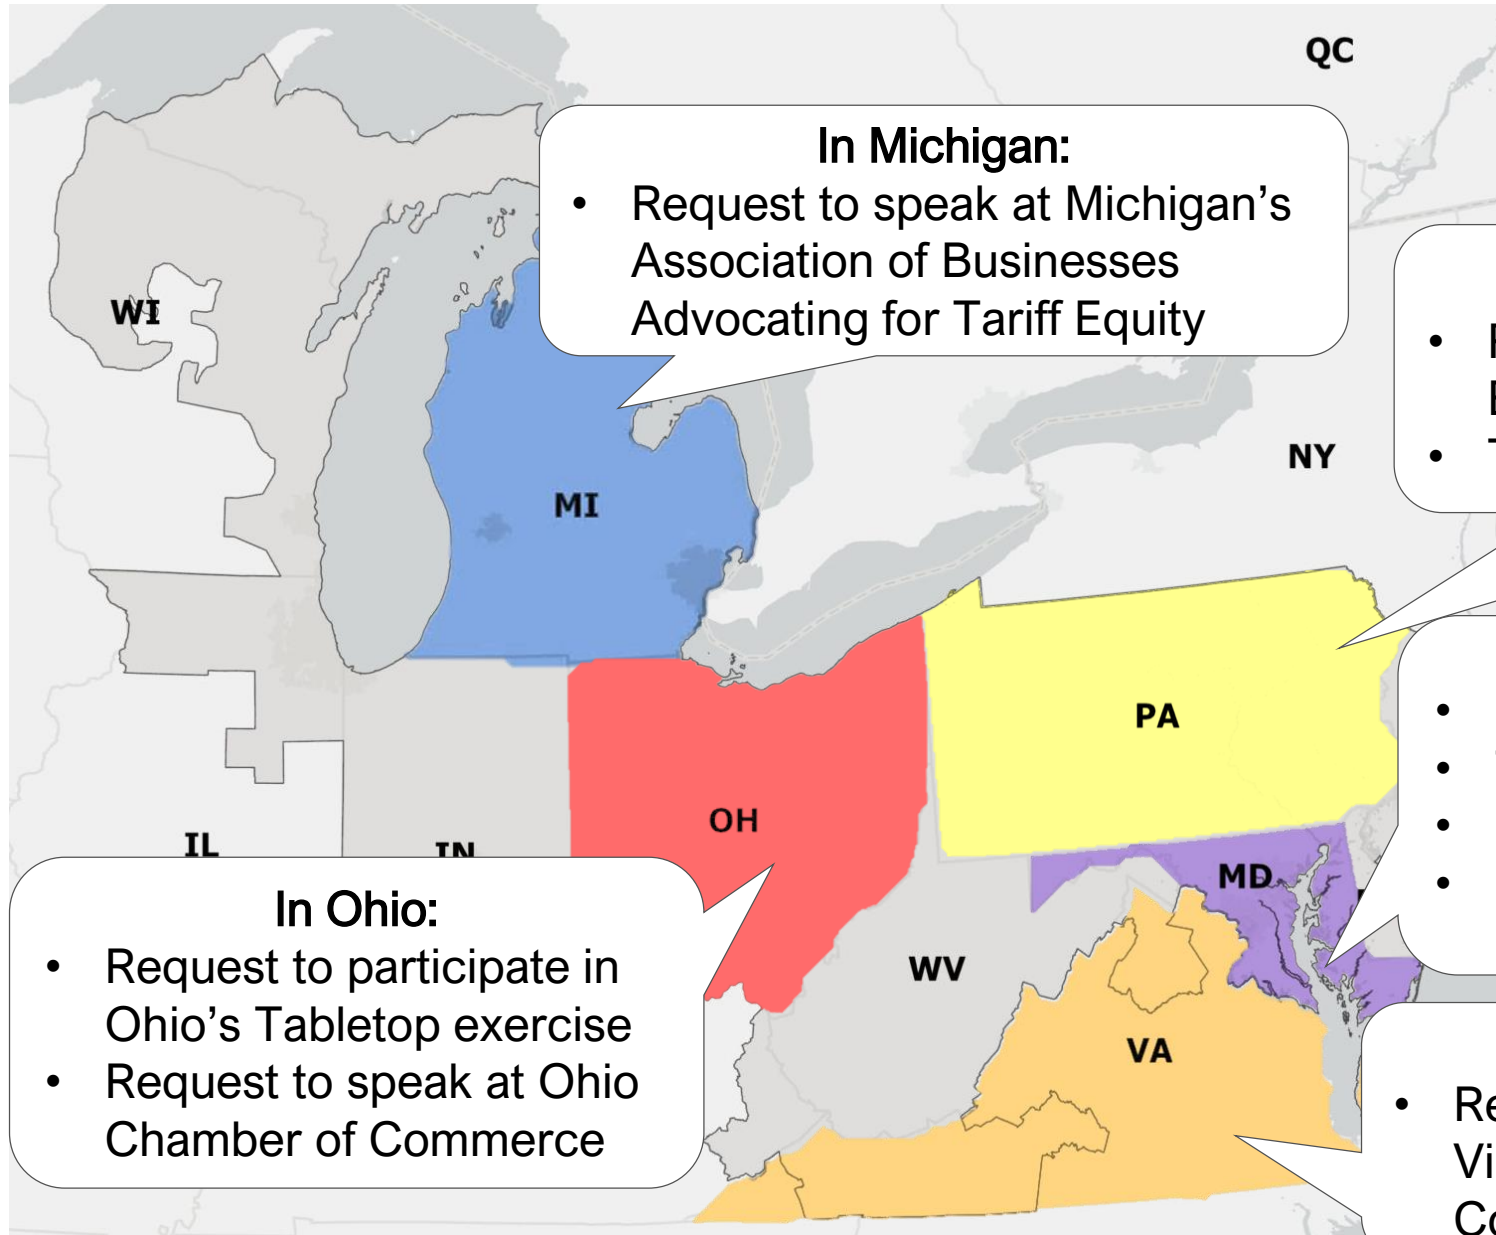 QC
In Michigan:
• Request to speak at Michigan’s
Association of Businesses
Advocating for Tariff Equity
WI
NY
MI
PA
OH
IL
IN
MD
In Ohio:
• Request to participate in
Ohio’s Tabletop exercise
• Request to speak at Ohio
Chamber of Commerce
WV
VA